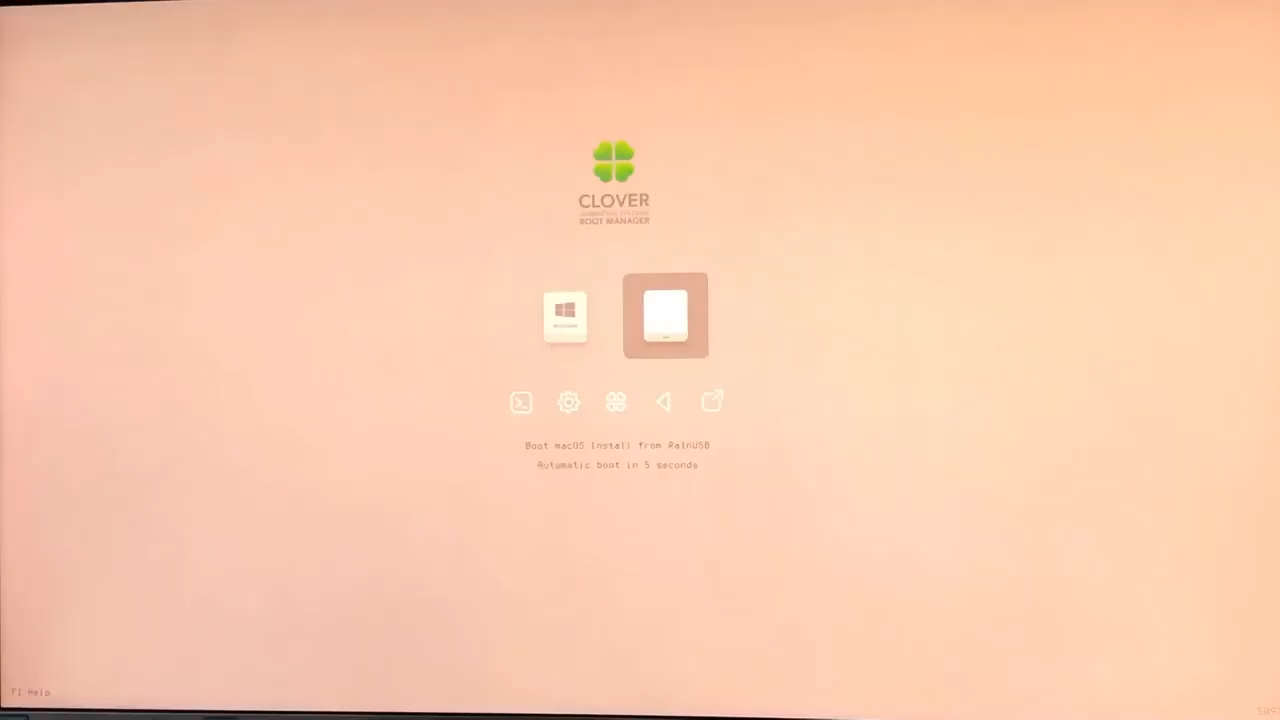 CLOVER
BOOT MANAGER
Boot macOS Install from RainUSB
Automatic boot in 5 seconds
F1 Help